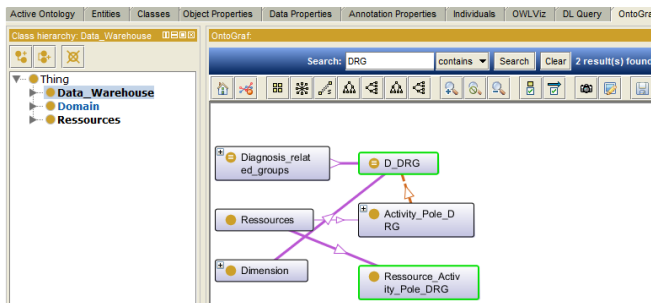 Active Ontology Entities Classes Object Properties Data Properties Annotation Properties Individuals OWLViz DL Query OntoGraf
Class hierarchy: Data_Warehouse
OntoGraf:
Search: DRG contains Search Clear 2 result(s) found
Thing
Data_Warehouse
Domain
Ressources
Diagnosis_relat
ed_groups
D_DRG
Ressources
Activity_Pole_D
RG
Dimension
Ressource_Activ
ity_Pole_DRG